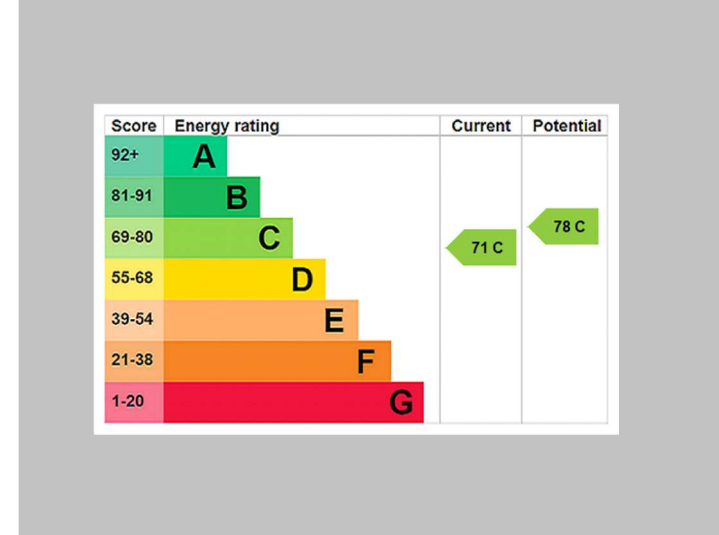 Score Energy rating Current Potential
92+ A
81-91 B
69-80 C 71 C 78 C
55-68 D
39-54 E
21-38 F
1-20 G